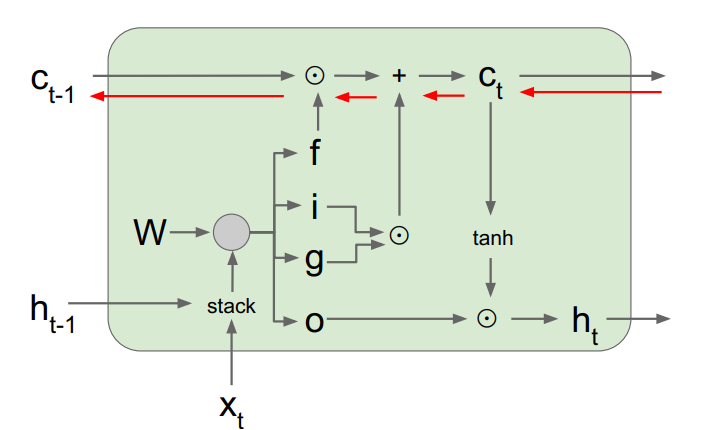 c_{t-1} ⊙ + c_t
f
W i
g ⊙ tanh
h_{t-1} stack o ⊙ h_t
x_t